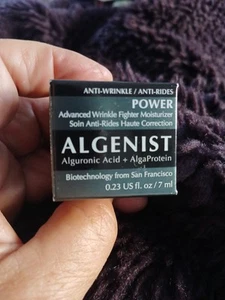 ANTI-WRINKLE / ANTI-RIDES
POWER
Advanced Wrinkle Fighter Moisturizer
Soin Anti-Rides Haute Correction
ALGENIST
Alguronic Acid + AlgaProtein
Biotechnology from San Francisco
0.23 US fl. oz / 7 ml